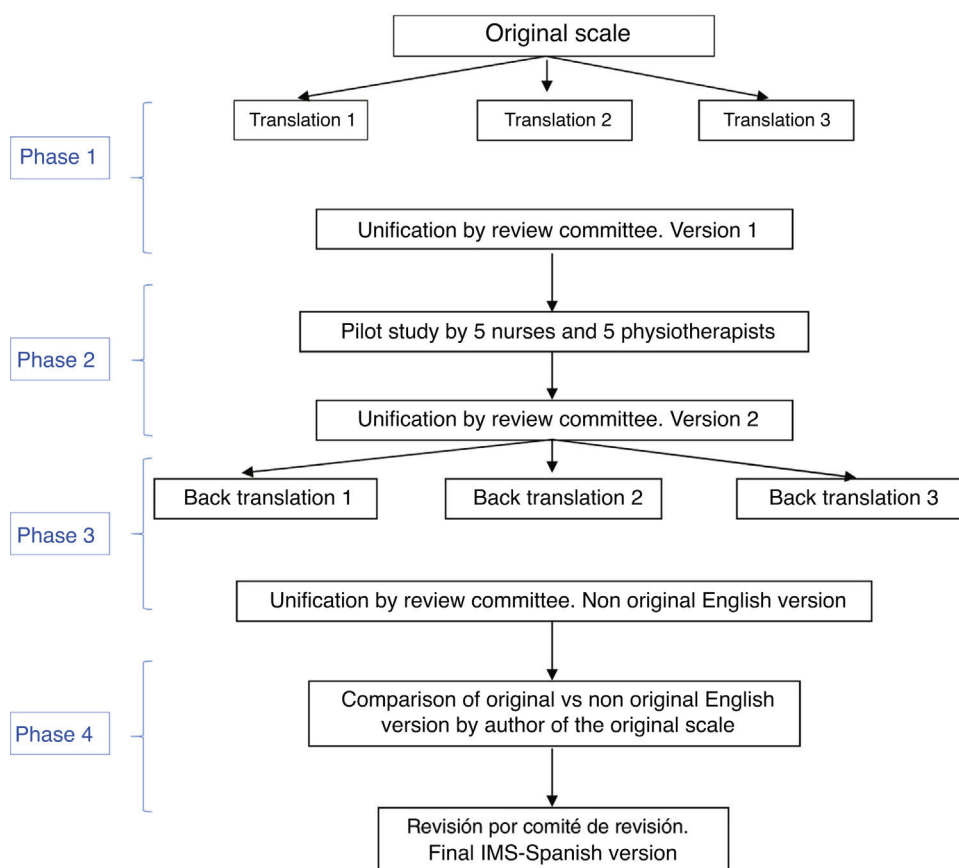 Original scale
Translation 1
Translation 2
Translation 3
Phase 1
Unification by review committee. Version 1
Pilot study by 5 nurses and 5 physiotherapists
Phase 2
Unification by review committee. Version 2
Back translation 1
Back translation 2
Back translation 3
Phase 3
Unification by review committee. Non original English version
Comparison of original vs non original English
version by author of the original scale
Phase 4
Revisión por comité de revisión.
Final IMS-Spanish version